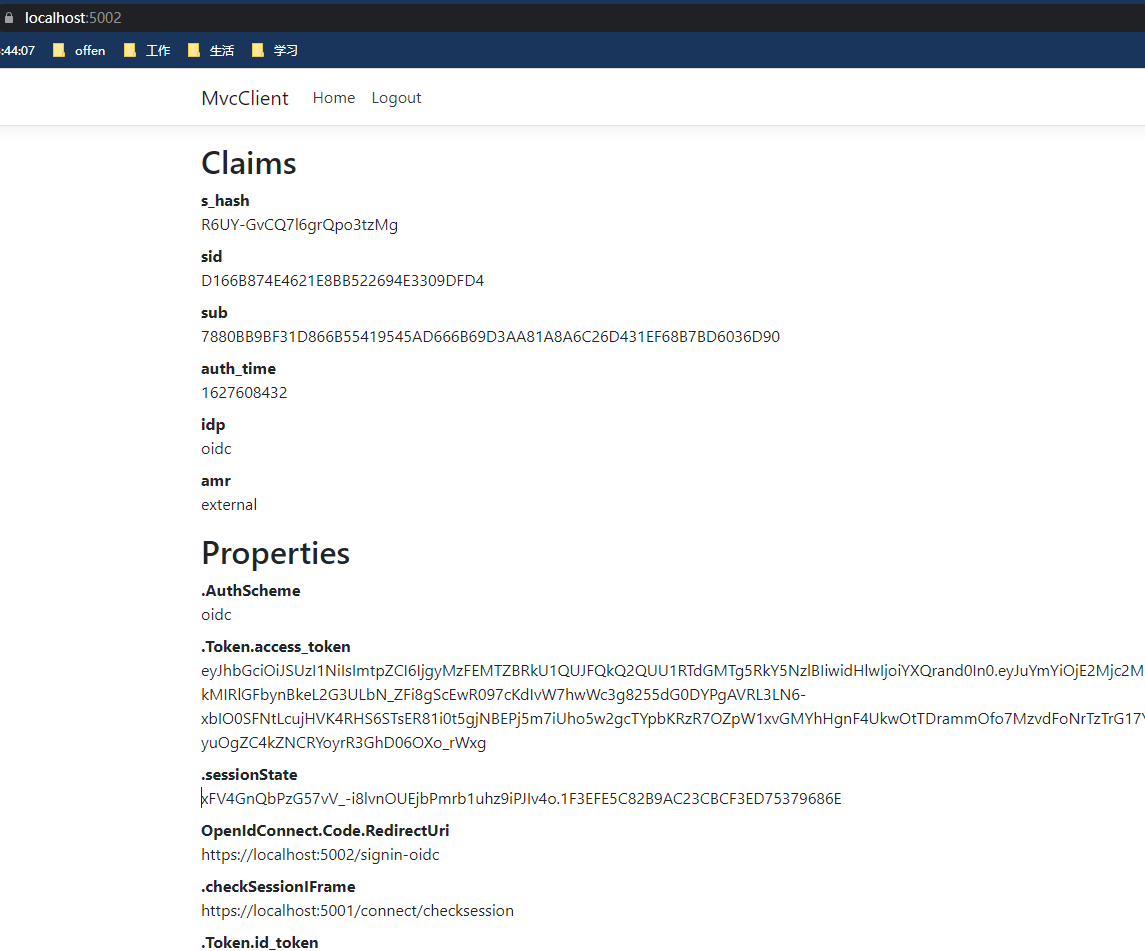 localhost:5002
:44:07 offen 工作 生活 学习
MvcClient Home Logout
Claims
s_hash
R6UY-GvCQ7l6grQpo3tzMg
sid
D166B874E4621E8BB522694E3309DFD4
sub
7880BB9BF31D866B55419545AD666B69D3AA81A8A6C26D431EF68B7BD6036D90
auth_time
1627608432
idp
oidc
amr
external
Properties
.AuthScheme
oidc
.Token.access_token
eyJhbGciOiJSUzI1NiIsImtpZCI6IjgyMzFEMTZBRkU1QUJFQkQ2QUU1RTdGMTg5RkY5NzlBIiwidHlwIjoiYXQrand0In0.eyJuYmYiOjE2Mjc2M
kMIRlGFbynBkeL2G3ULbN_ZFi8gScEwR097cKdIvW7hwWc3g8255dG0DYPgAVRL3LN6-
xbIO0SFNtLcujHVK4RHS6STsER81i0t5gjNBEPj5m7iUho5w2gcTYpbKRzR7OZpW1xvGMYhHgnF4UkwOtTDrammOfo7MzvdFoNrTzTrG17Y
yuOgZC4kZNCRYoyrR3GhD06OXo_rWxg
.sessionState
xFV4GnQbPzG57vV_-i8lvnOUEjbPmrb1uhz9iPJIv4o.1F3EFE5C82B9AC23CBCF3ED75379686E
OpenIdConnect.Code.RedirectUri
https://localhost:5002/signin-oidc
.checkSessionIFrame
https://localhost:5001/connect/checksession
.Token.id_token